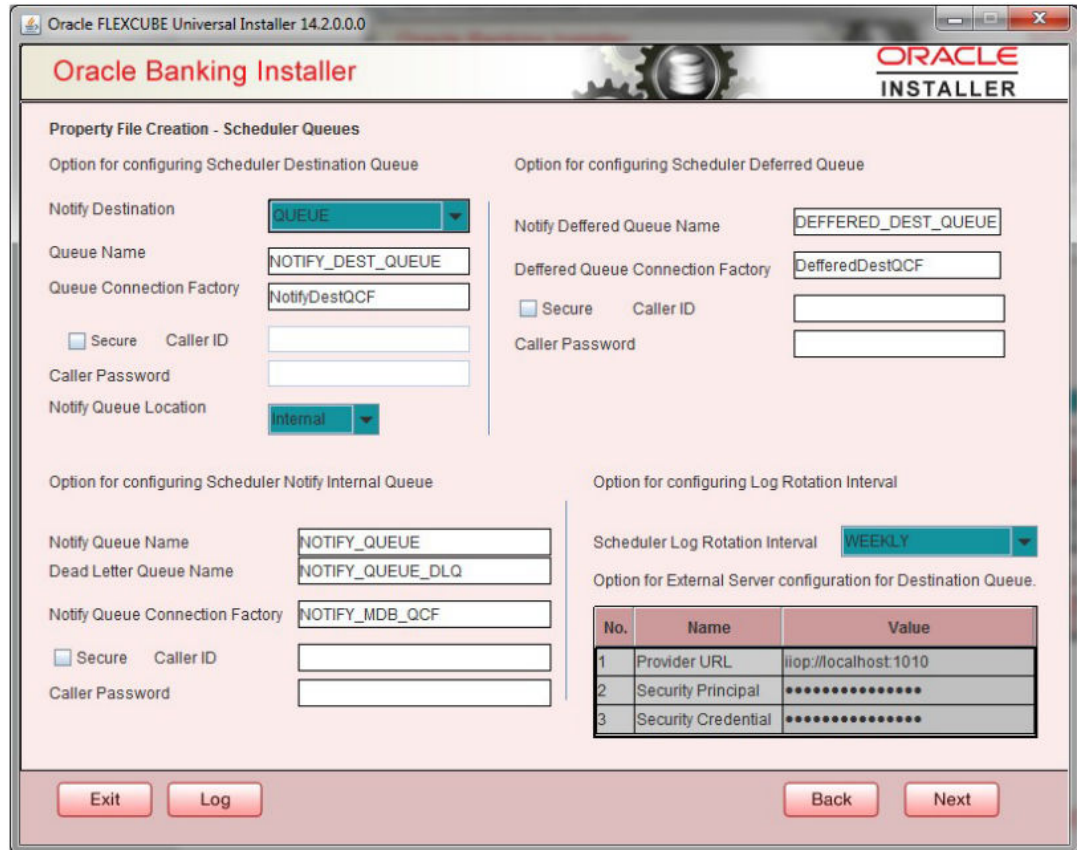 Oracle FLEXCUBE Universal Installer 14.2.0.0.0
Oracle Banking Installer
ORACLE
INSTALLER
Property File Creation - Scheduler Queues
Option for configuring Scheduler Destination Queue
Notify Destination QUEUE
Queue Name NOTIFY_DEST_QUEUE
Queue Connection Factory NotifyDestQCF
Secure Caller ID
Caller Password
Notify Queue Location Internal
Option for configuring Scheduler Deferred Queue
Notify Deffered Queue Name DEFFERED_DEST_QUEUE
Deffered Queue Connection Factory DefferedDestQCF
Secure Caller ID
Caller Password
Option for configuring Scheduler Notify Internal Queue
Notify Queue Name NOTIFY_QUEUE
Dead Letter Queue Name NOTIFY_QUEUE_DLQ
Notify Queue Connection Factory NOTIFY_MDB_QCF
Secure Caller ID
Caller Password
Option for configuring Log Rotation Interval
Scheduler Log Rotation Interval WEEKLY
Option for External Server configuration for Destination Queue.
No. Name Value
1 Provider URL iiop://localhost:1010
2 Security Principal •••••••••••••••
3 Security Credential •••••••••••••••
Exit Log Back Next